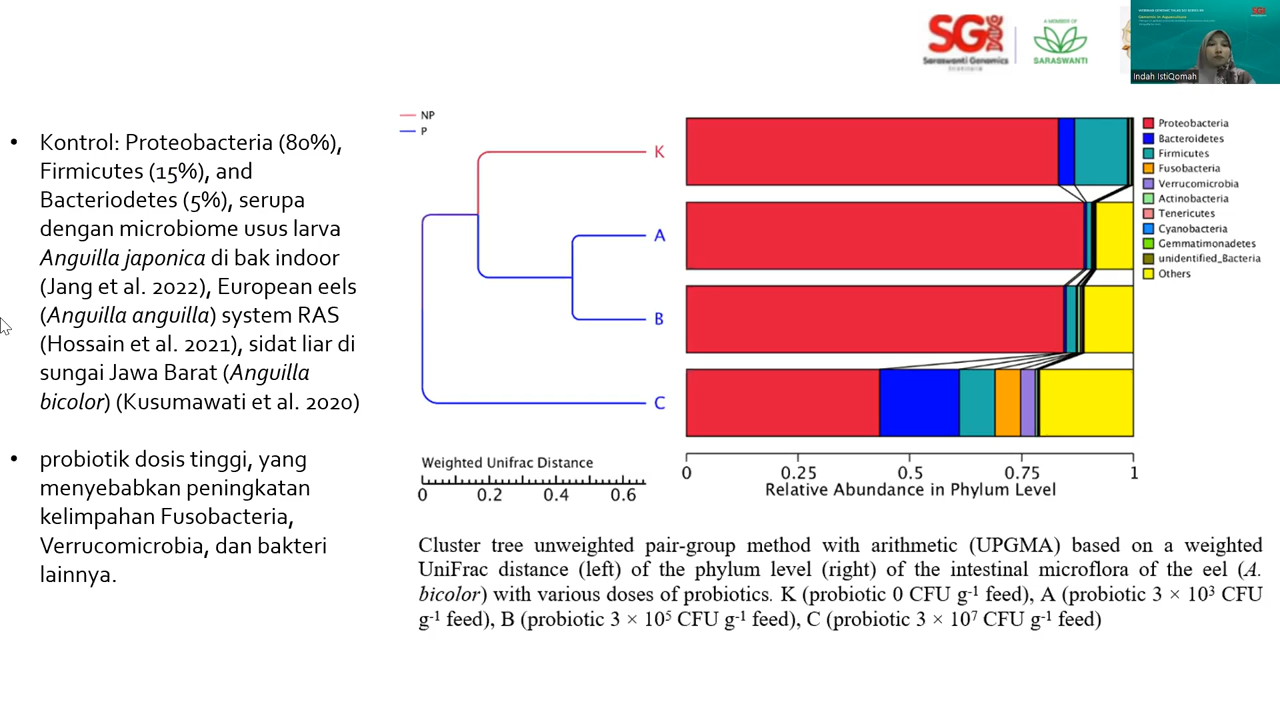 SG
Saraswanti Genomics
Institute
A MEMBER OF
SARASWANTI
Genomic in Aquaculture
SGI
Indah IstiQomah
• Kontrol: Proteobacteria (80%),
Firmicutes (15%), and
Bacteriodetes (5%), serupa
dengan microbiome usus larva
Anguilla japonica di bak indoor
(Jang et al. 2022), European eels
(Anguilla anguilla) system RAS
(Hossain et al. 2021), sidat liar di
sungai Jawa Barat (Anguilla
bicolor) (Kusumawati et al. 2020)
• probiotik dosis tinggi, yang
menyebabkan peningkatan
kelimpahan Fusobacteria,
Verrucomicrobia, dan bakteri
lainnya.
NP
P
K
A
B
C
Weighted Unifrac Distance
0 0.2 0.4 0.6
Proteobacteria
Bacteroidetes
Firmicutes
Fusobacteria
Verrucomicrobia
Actinobacteria
Tenericutes
Cyanobacteria
Gemmatimonadetes
unidentified_Bacteria
Others
0 0.25 0.5 0.75 1
Relative Abundance in Phylum Level
Cluster tree unweighted pair-group method with arithmetic (UPGMA) based on a weighted
UniFrac distance (left) of the phylum level (right) of the intestinal microflora of the eel (A.
bicolor) with various doses of probiotics. K (probiotic 0 CFU g⁻¹ feed), A (probiotic 3 × 10³ CFU
g⁻¹ feed), B (probiotic 3 × 10⁵ CFU g⁻¹ feed), C (probiotic 3 × 10⁷ CFU g⁻¹ feed)